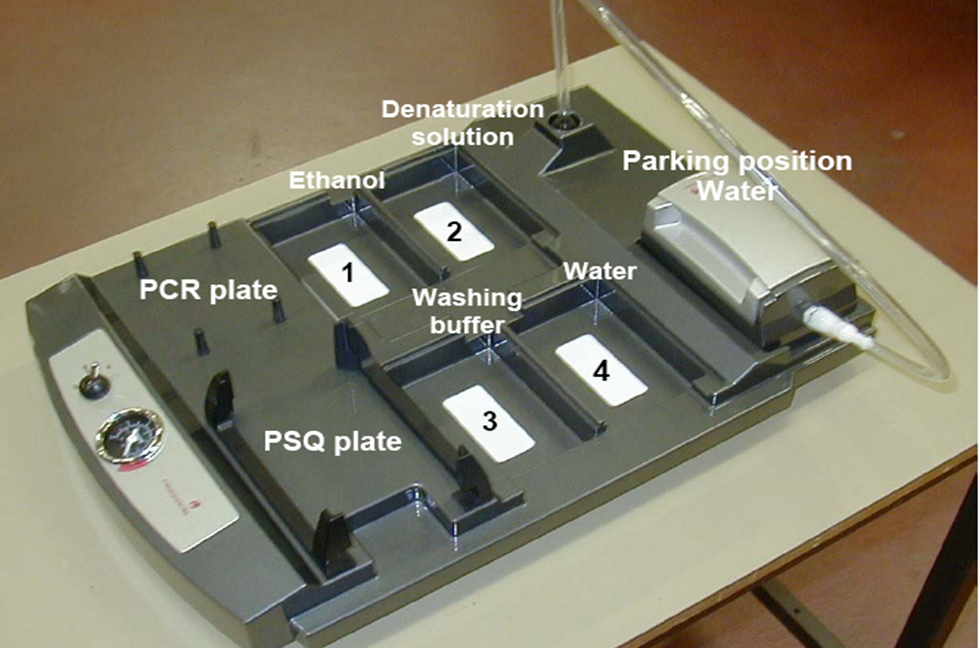 Denaturation
solution
Parking position
Water
Ethanol
2
1
PCR plate
Water
Washing
buffer
4
3
PSQ plate